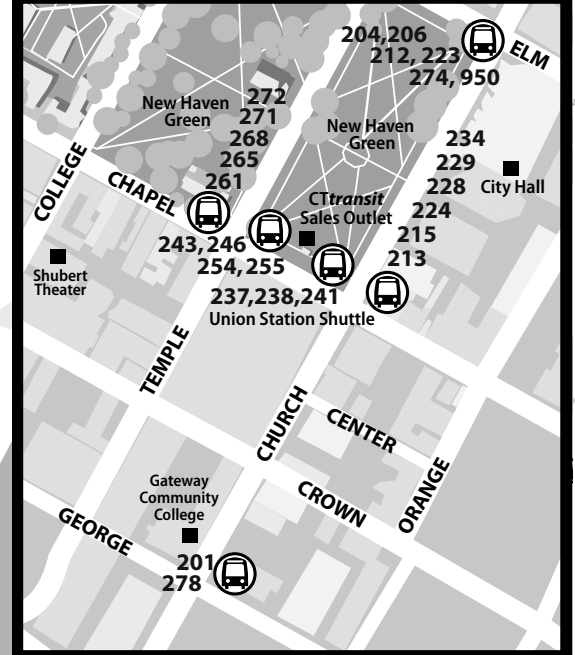 204,206
212, 223
274, 950
ELM
New Haven
Green
272
271
268
265
261
New Haven
Green
234
229
228
224
215
213
City Hall
COLLEGE
CHAPEL
CTtransit
Sales Outlet
243, 246
254, 255
237,238,241
Union Station Shuttle
Shubert
Theater
TEMPLE
CHURCH
CENTER
CROWN
ORANGE
Gateway
Community
College
GEORGE
201
278